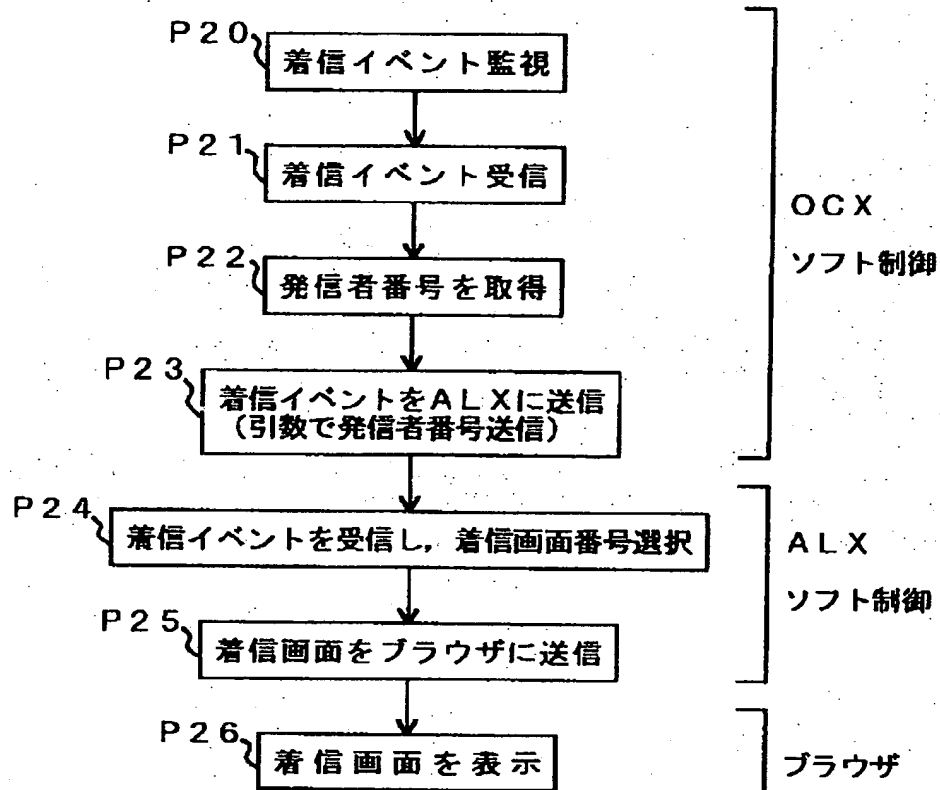 P20
着信イベント監視
P21
着信イベント受信
P22
発信者番号を取得
P23
着信イベントをALXに送信
(引数で発信者番号送信)
OCX
ソフト制御
P24
着信イベントを受信し,着信画面番号選択
P25
着信画面をブラウザに送信
ALX
ソフト制御
P26
着信画面を表示
ブラウザ